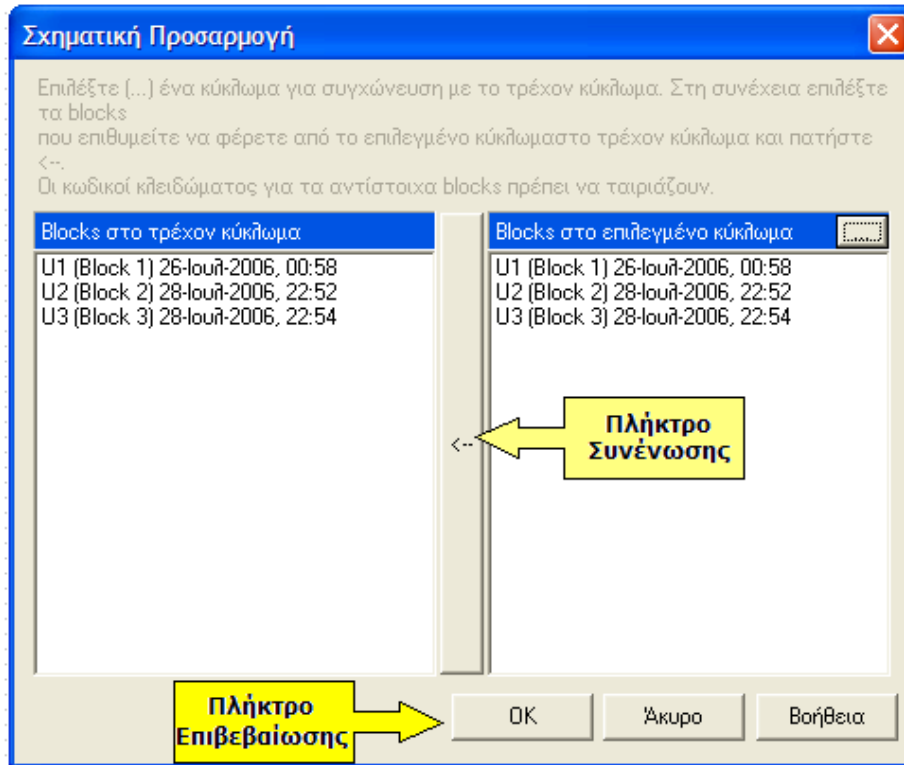 Σχηματική Προσαρμογή
Επιλέξτε (...) ένα κύκλωμα για συγχώνευση με το τρέχον κύκλωμα. Στη συνέχεια επιλέξτε
τα blocks
που επιθυμείτε να φέρετε από το επιλεγμένο κύκλωμαστο τρέχον κύκλωμα και πατήστε
<--.
Οι κωδικοί κλειδώματος για τα αντίστοιχα blocks πρέπει να ταιριάζουν.
Blocks στο τρέχον κύκλωμα
U1 (Block 1) 26-Ιουλ-2006, 00:58
U2 (Block 2) 28-Ιουλ-2006, 22:52
U3 (Block 3) 28-Ιουλ-2006, 22:54
Blocks στο επιλεγμένο κύκλωμα
...
U1 (Block 1) 26-Ιουλ-2006, 00:58
U2 (Block 2) 28-Ιουλ-2006, 22:52
U3 (Block 3) 28-Ιουλ-2006, 22:54
<--
Πλήκτρο
Συνένωσης
Πλήκτρο
Επιβεβαίωσης
OK
Άκυρο
Βοήθεια